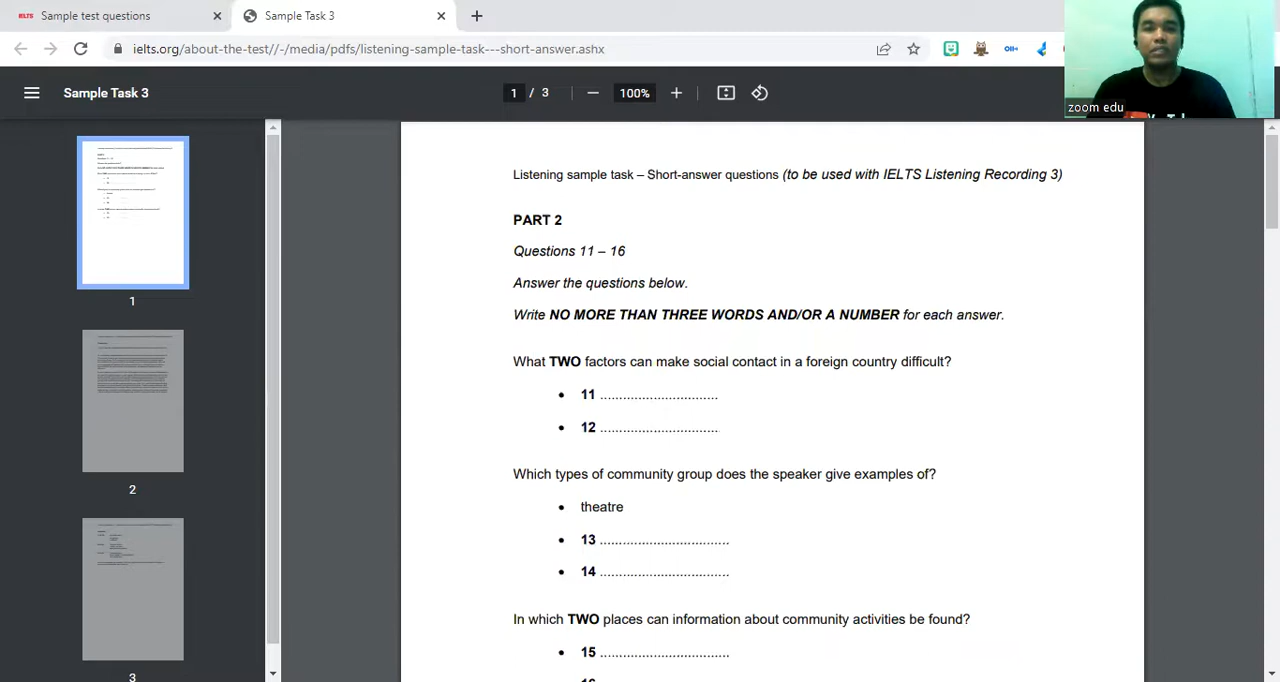 IELTS Sample test questions
Sample Task 3
ielts.org/about-the-test//-/media/pdfs/listening-sample-task---short-answer.ashx
Sample Task 3
1 / 3
100%
zoom edu
1
2
3
Listening sample task – Short-answer questions (to be used with IELTS Listening Recording 3)
PART 2
Questions 11 – 16
Answer the questions below.
Write NO MORE THAN THREE WORDS AND/OR A NUMBER for each answer.
What TWO factors can make social contact in a foreign country difficult?
• 11 ...............................
• 12 ...............................
Which types of community group does the speaker give examples of?
• theatre
• 13 .................................
• 14 .................................
In which TWO places can information about community activities be found?
• 15 .................................